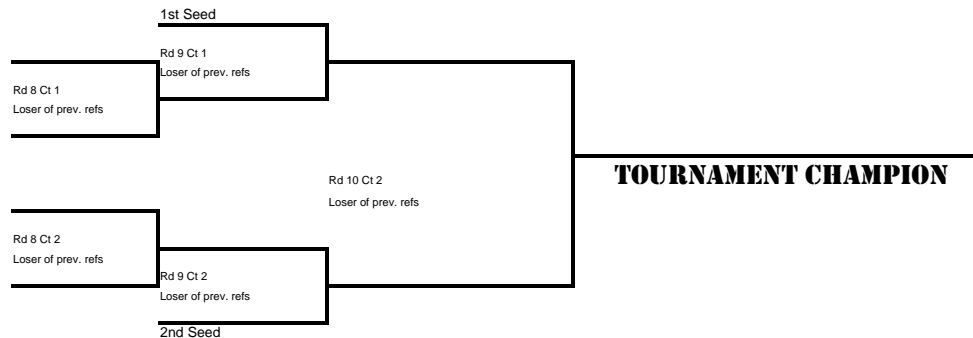 1st Seed
Rd 9 Ct 1
Loser of prev. refs
Rd 8 Ct 1
Loser of prev. refs
TOURNAMENT CHAMPION
Rd 10 Ct 2
Loser of prev. refs
Rd 8 Ct 2
Loser of prev. refs
Rd 9 Ct 2
Loser of prev. refs
2nd Seed